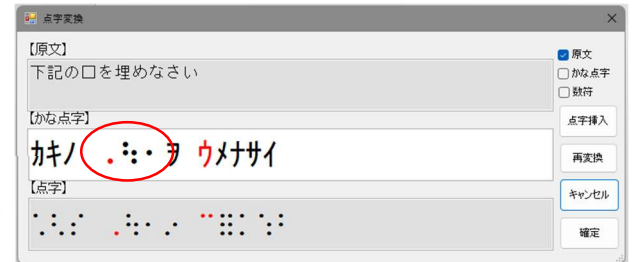 点字変換
【原文】
下記の□を埋めなさい
【かな点字】
カキノ ⠠⠳⠂ヲ ウメナサイ
【点字】
⠡⠣⠎ ⠠⠳⠂⠔ ⠉⠿⠅⠱⠃
原文
かな点字
数符
点字挿入
再変換
キャンセル
確定